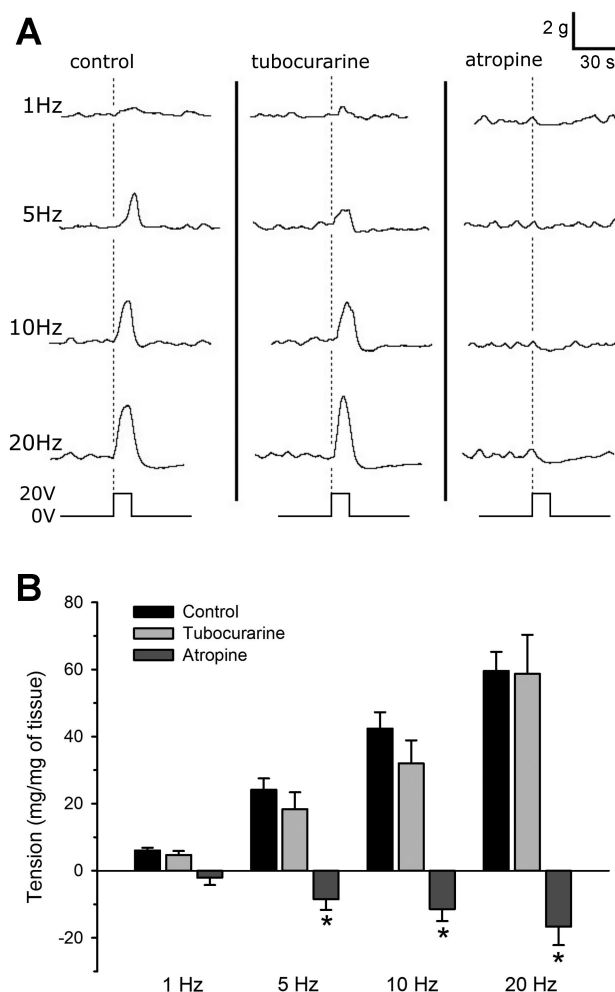 A
2 g
30 s
control
tubocurarine
atropine
1Hz
5Hz
10Hz
20Hz
20V
0V
B
80
60
40
20
0
-20
Tension (mg/mg of tissue)
Control
Tubocurarine
Atropine
*
*
*
1 Hz
5 Hz
10 Hz
20 Hz